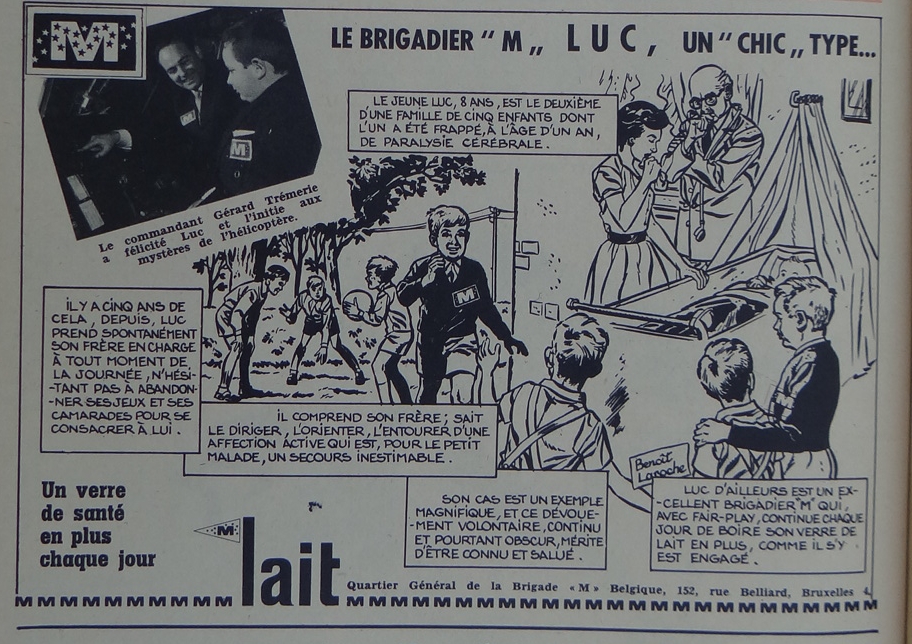 M
LE BRIGADIER "M„ LUC, UN "CHIC„ TYPE...
LE JEUNE LUC, 8 ANS, EST LE DEUXIÈME
D'UNE FAMILLE DE CINQ ENFANTS DONT
L'UN A ÉTÉ FRAPPÉ, À L'ÂGE D'UN AN,
DE PARALYSIE CÉRÉBRALE.
M
Le commandant Gérard Trémerie
a félicité Luc et l'initie aux
mystères de l'hélicoptère.
M
IL Y A CINQ ANS DE
CELA, DEPUIS, LUC
PREND SPONTANÉMENT
SON FRÈRE EN CHARGE
À TOUT MOMENT DE
LA JOURNÉE, N'HÉSI-
-TANT PAS À ABANDON-
-NER SES JEUX ET SES
CAMARADES POUR SE
CONSACRER À LUI.
IL COMPREND SON FRÈRE; SAIT
LE DIRIGER, L'ORIENTER, L'ENTOURER D'UNE
AFFECTION ACTIVE QUI EST, POUR LE PETIT
MALADE, UN SECOURS INESTIMABLE.
Benoît
Laroche
SON CAS EST UN EXEMPLE
MAGNIFIQUE, ET CE DÉVOUE-
-MENT VOLONTAIRE, CONTINU
ET POURTANT OBSCUR, MÉRITE
D'ÊTRE CONNU ET SALUÉ.
LUC D'AILLEURS EST UN EX-
-CELLENT BRIGADIER "M" QUI,
AVEC FAIR-PLAY, CONTINUE CHAQUE
JOUR DE BOIRE SON VERRE DE
LAIT EN PLUS, COMME IL S'Y
EST ENGAGÉ.
Un verre
de santé
en plus
chaque jour
M
lait
Quartier Général de la Brigade «M» Belgique, 152, rue Belliard, Bruxelles 4.